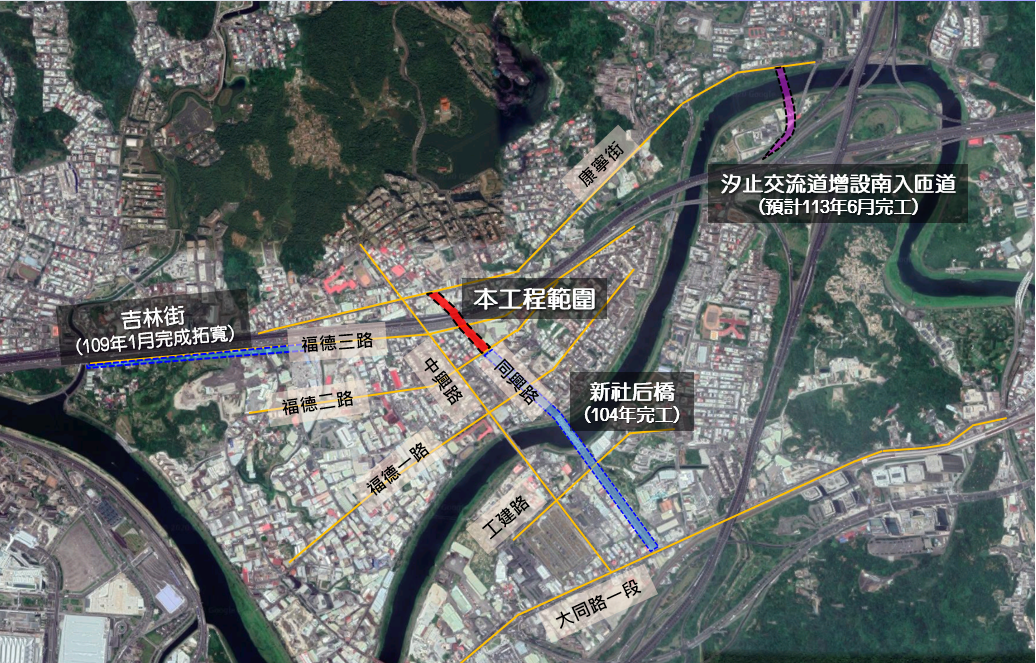 康寧街
汐止交流道增設南入匝道
(預計113年6月完工)
本工程範圍
吉林街
(109年1月完成拓寬)
福德三路
中興路
同興路
新社后橋
(104年完工)
福德二路
福德一路
工建路
大同路一段